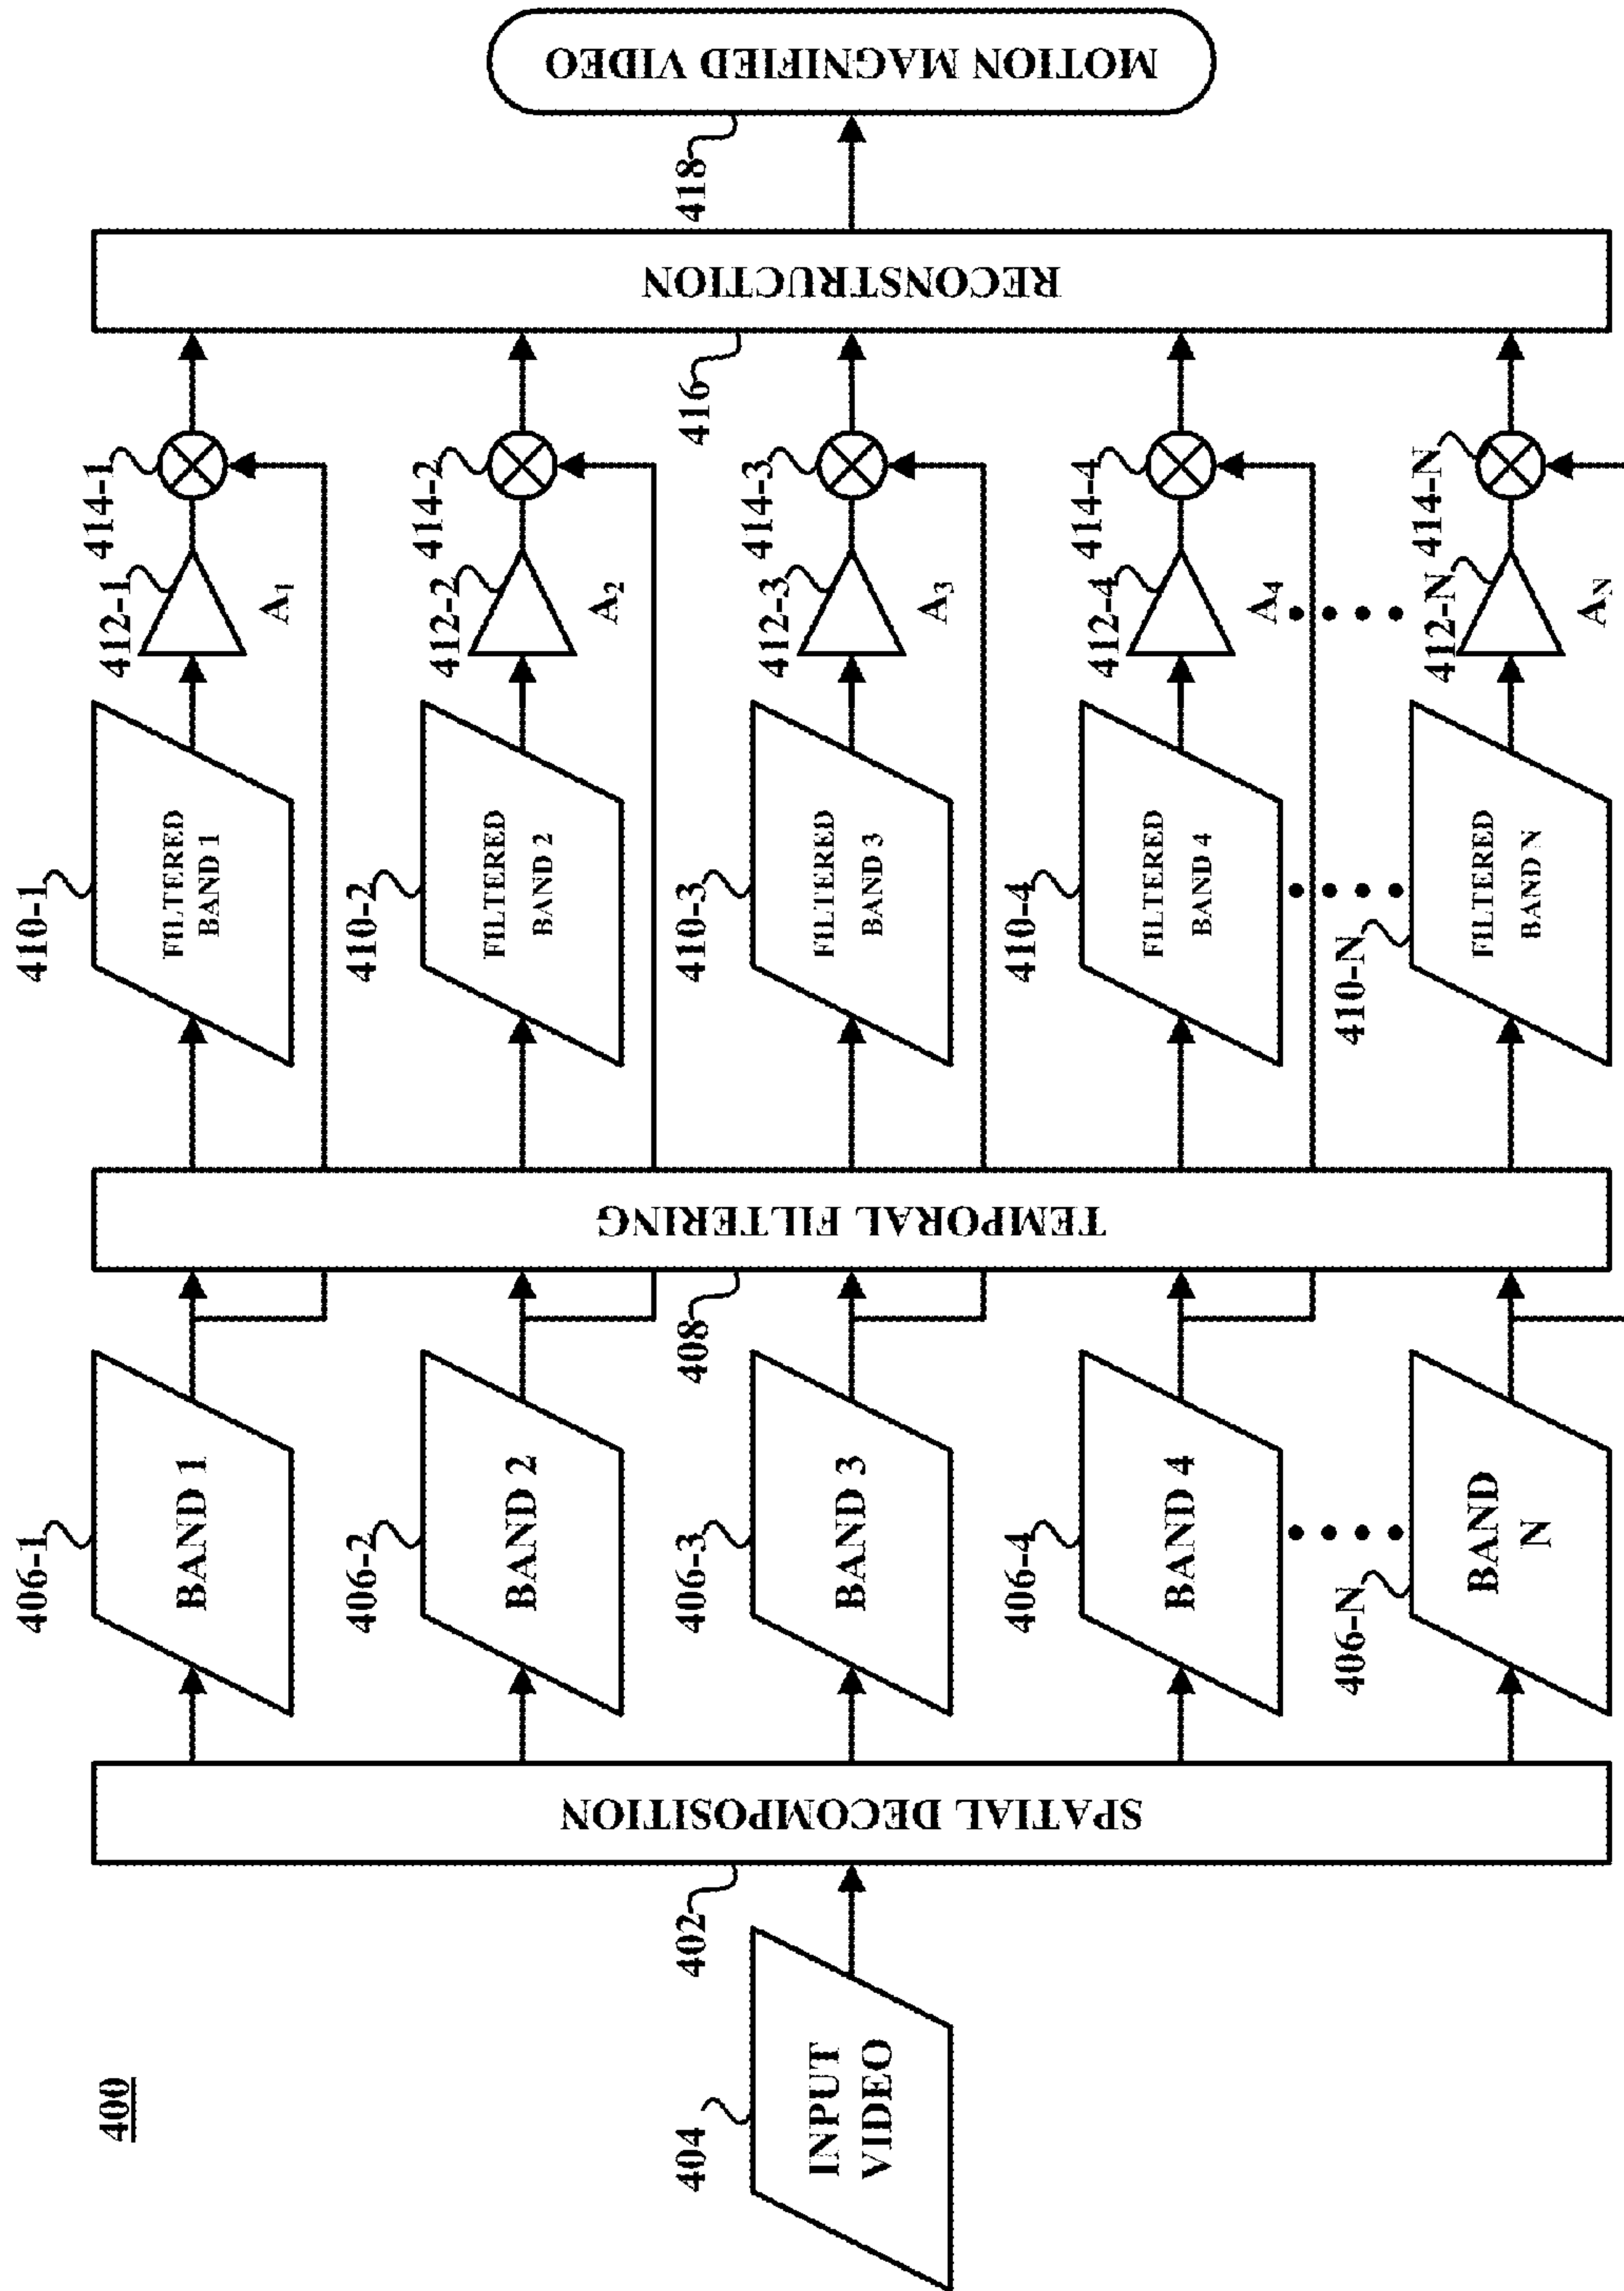 400
404
INPUT
VIDEO
402
SPATIAL DECOMPOSITION
406-1
BAND 1
406-2
BAND 2
406-3
BAND 3
406-4
BAND 4
406-N
BAND
N
408
TEMPORAL FILTERING
410-1
FILTERED
BAND 1
410-2
FILTERED
BAND 2
410-3
FILTERED
BAND 3
410-4
FILTERED
BAND 4
410-N
FILTERED
BAND N
412-1
A1
412-2
A2
412-3
A3
412-4
A4
412-N
AN
414-1
414-2
414-3
414-4
414-N
416
RECONSTRUCTION
418
MOTION MAGNIFIED VIDEO